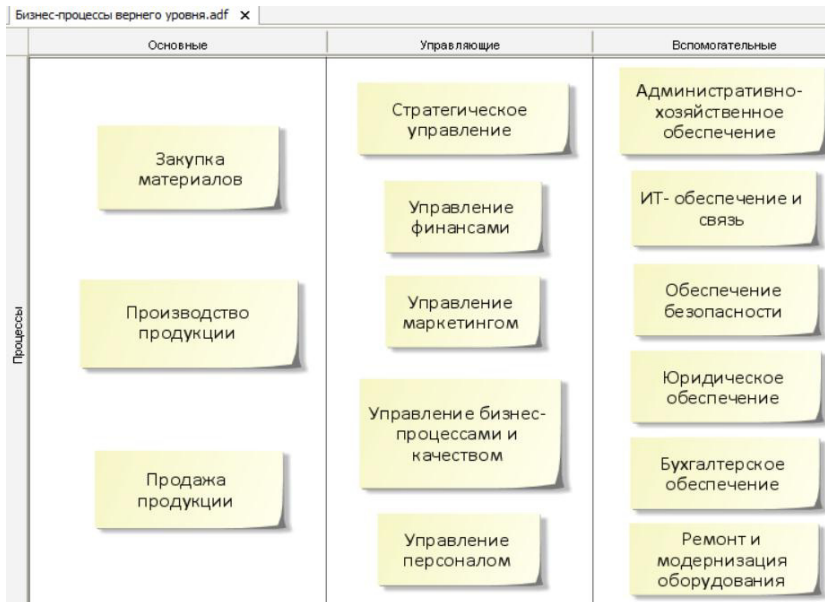 Бизнес-процессы вернего уровня.adf x
Основные
Управляющие
Вспомогательные
Процессы
Закупка
материалов
Производство
продукции
Продажа
продукции
Стратегическое
управление
Управление
финансами
Управление
маркетингом
Управление бизнес-
процессами и
качеством
Управление
персоналом
Административно-
хозяйственное
обеспечение
ИТ- обеспечение и
связь
Обеспечение
безопасности
Юридическое
обеспечение
Бухгалтерское
обеспечение
Ремонт и
модернизация
оборудования